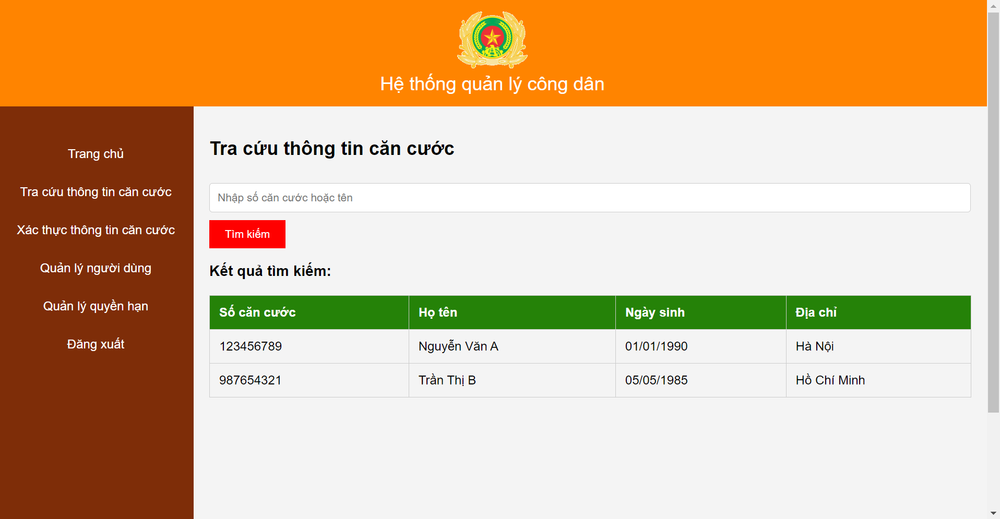 Hệ thống quản lý công dân
Trang chủ
Tra cứu thông tin căn cước
Xác thực thông tin căn cước
Quản lý người dùng
Quản lý quyền hạn
Đăng xuất
Tra cứu thông tin căn cước
Nhập số căn cước hoặc tên
Tìm kiếm
Kết quả tìm kiếm:
Số căn cước Họ tên Ngày sinh Địa chỉ
123456789 Nguyễn Văn A 01/01/1990 Hà Nội
987654321 Trần Thị B 05/05/1985 Hồ Chí Minh